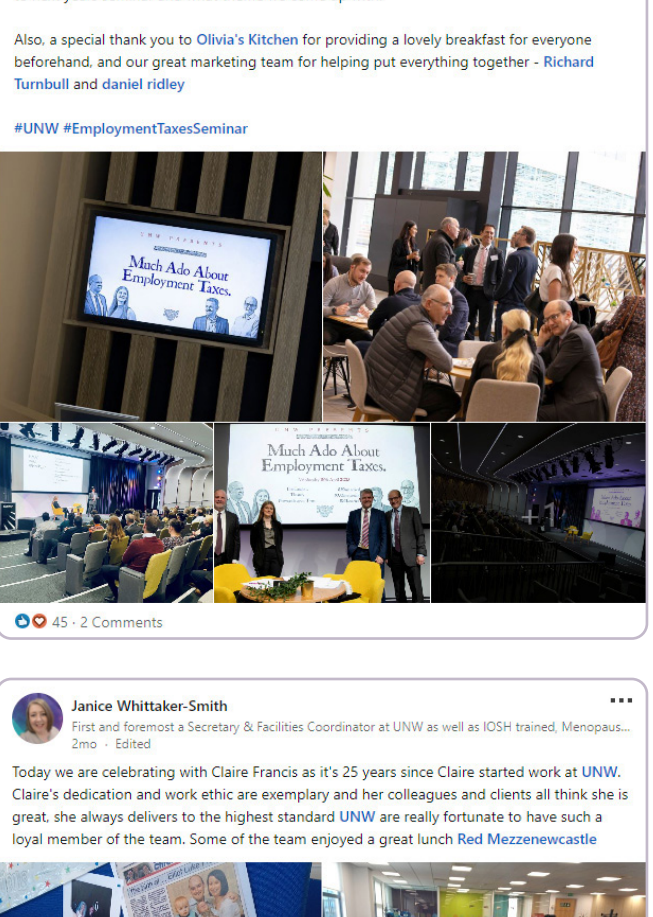 Also, a special thank you to Olivia's Kitchen for providing a lovely breakfast for everyone
beforehand, and our great marketing team for helping put everything together - Richard
Turnbull and daniel ridley
#UNW #EmploymentTaxesSeminar
UNW PRESENTS
Much Ado About
Employment Taxes.
UNW PRESENTS
Much Ado About
Employment Taxes.
+1
45 · 2 Comments
Janice Whittaker-Smith
First and foremost a Secretary & Facilities Coordinator at UNW as well as IOSH trained, Menopaus...
2mo · Edited
Today we are celebrating with Claire Francis as it's 25 years since Claire started work at UNW.
Claire's dedication and work ethic are exemplary and her colleagues and clients all think she is
great, she always delivers to the highest standard UNW are really fortunate to have such a
loyal member of the team. Some of the team enjoyed a great lunch Red Mezzenewcastle